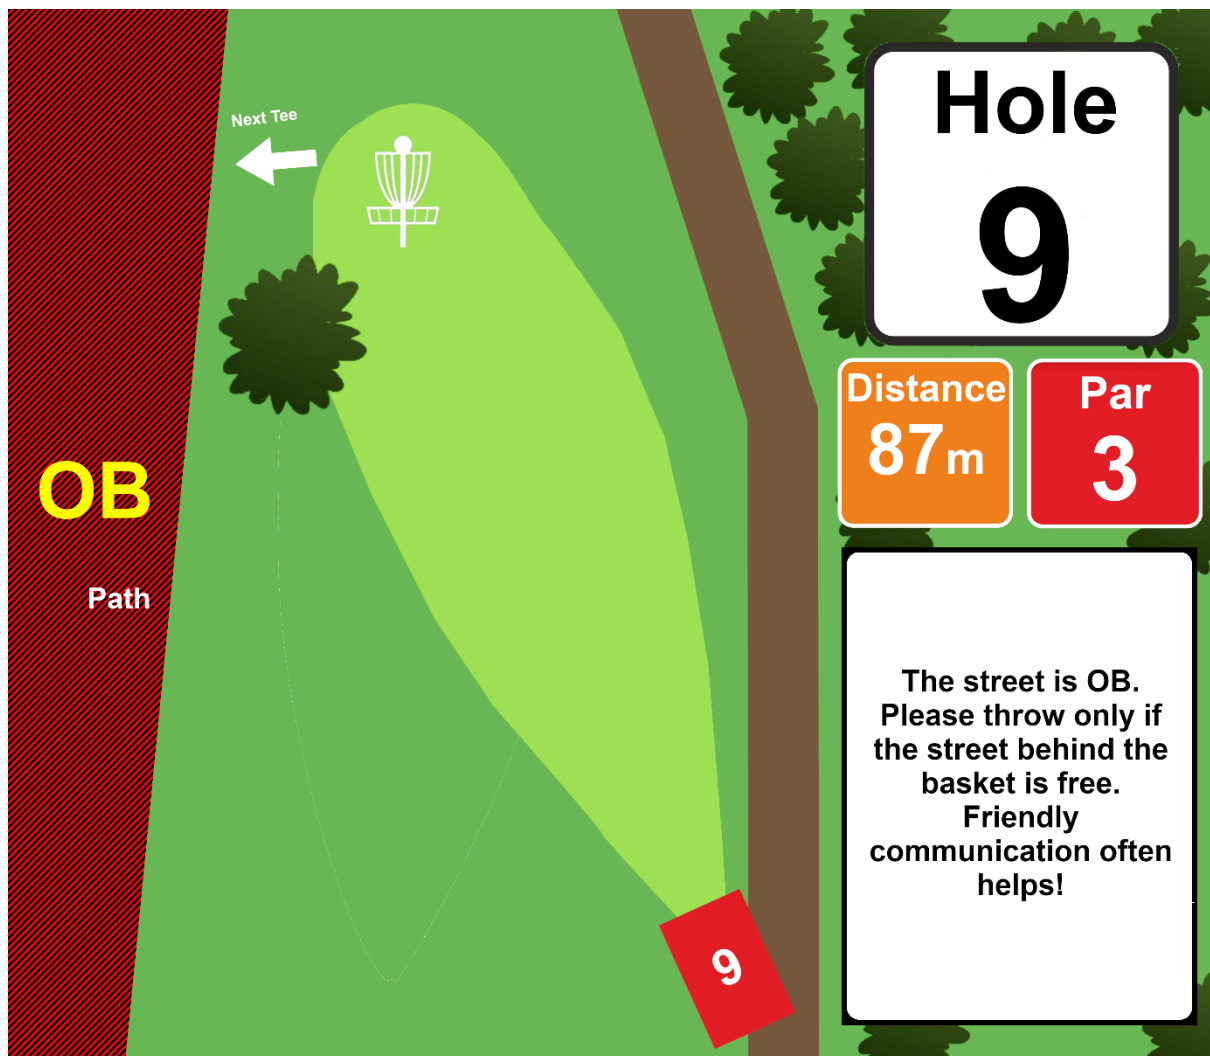 Next Tee
Hole
9
Distance
87m
Par
3
OB
Path
The street is OB.
Please throw only if
the street behind the
basket is free.
Friendly
communication often
helps!
9